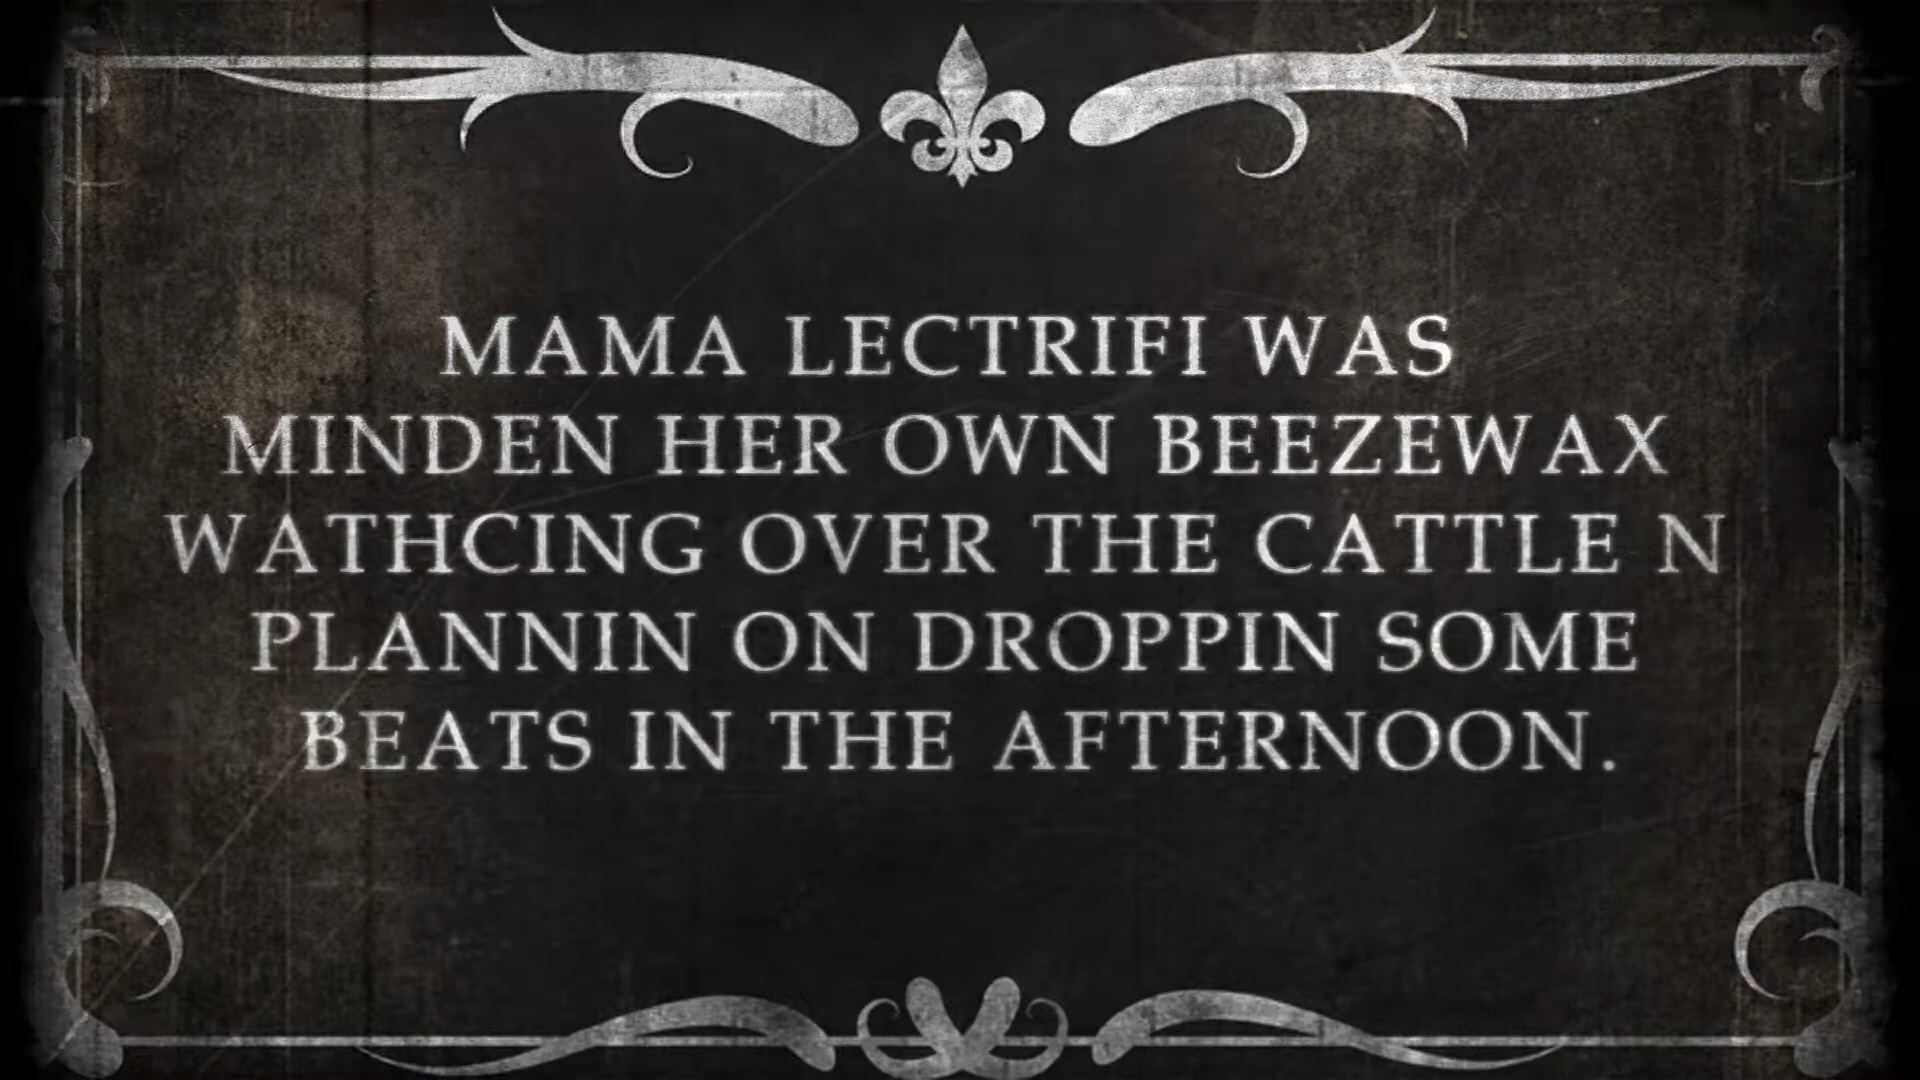 MAMA LECTRIFI WAS
MINDEN HER OWN BEEZEWAX
WATHCING OVER THE CATTLE N
PLANNIN ON DROPPIN SOME
BEATS IN THE AFTERNOON.